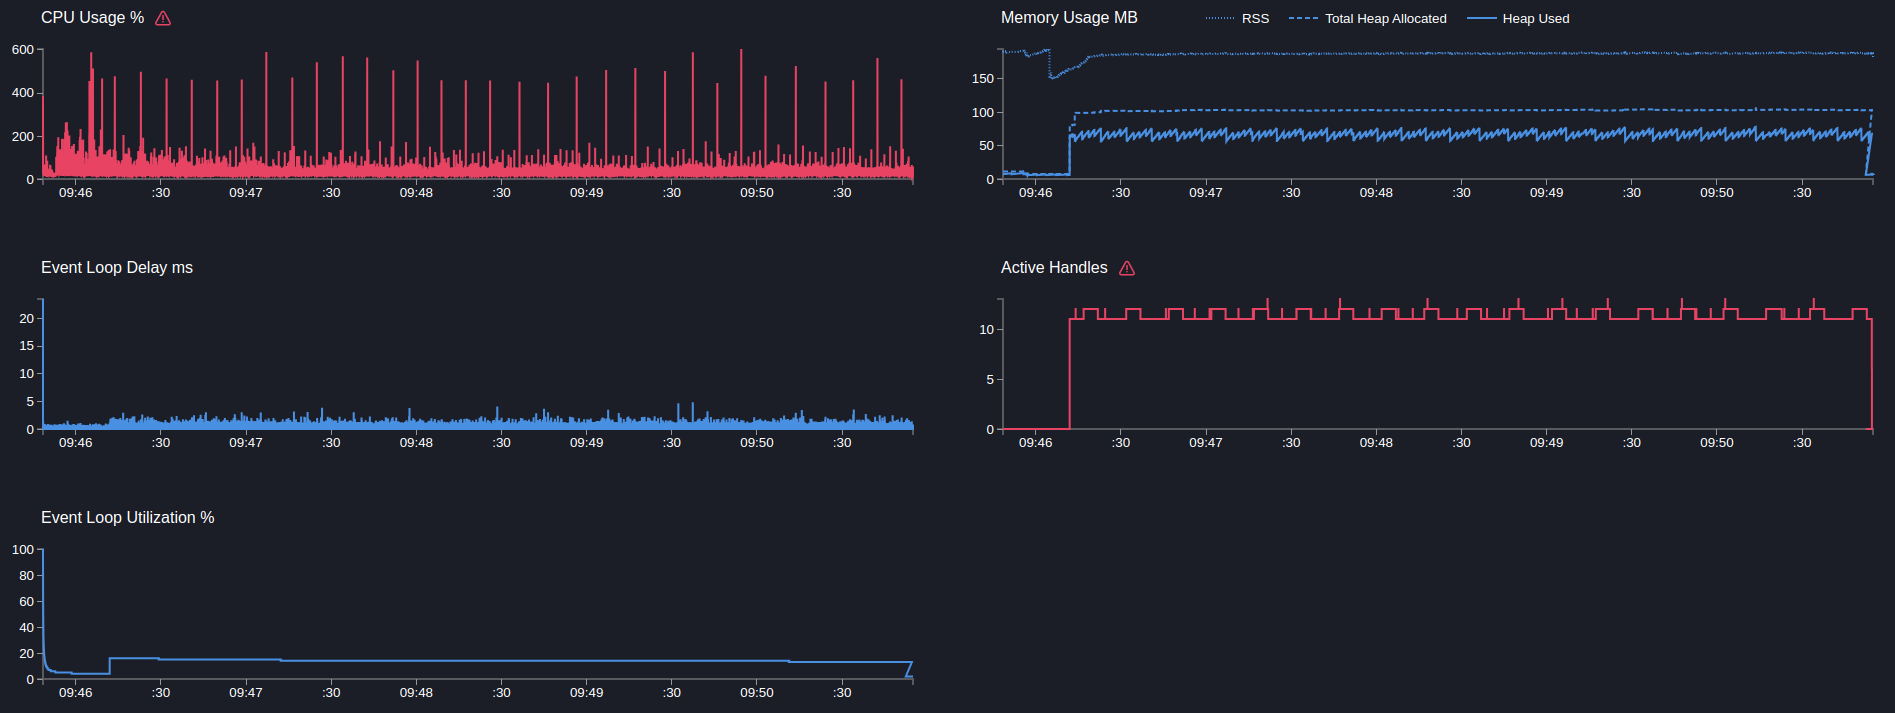 CPU Usage %
600
400
200
0
09:46 :30 09:47 :30 09:48 :30 09:49 :30 09:50 :30
Memory Usage MB
RSS Total Heap Allocated Heap Used
150
100
50
0
09:46 :30 09:47 :30 09:48 :30 09:49 :30 09:50 :30
Event Loop Delay ms
20
15
10
5
0
09:46 :30 09:47 :30 09:48 :30 09:49 :30 09:50 :30
Active Handles
10
5
0
09:46 :30 09:47 :30 09:48 :30 09:49 :30 09:50 :30
Event Loop Utilization %
100
80
60
40
20
0
09:46 :30 09:47 :30 09:48 :30 09:49 :30 09:50 :30